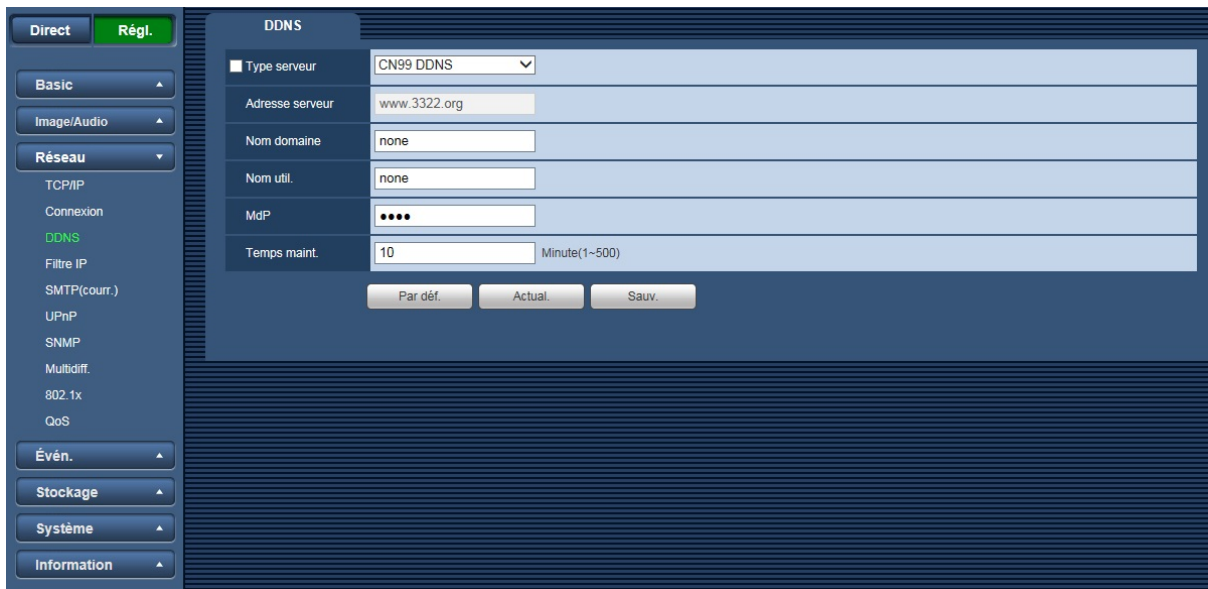 Direct
Régl.
Basic
Image/Audio
Réseau
TCP/IP
Connexion
DDNS
Filtre IP
SMTP(courr.)
UPnP
SNMP
Multidiff.
802.1x
QoS
Évén.
Stockage
Système
Information
DDNS
Type serveur CN99 DDNS
Adresse serveur www.3322.org
Nom domaine none
Nom util. none
MdP ••••
Temps maint. 10 Minute(1~500)
Par déf. Actual. Sauv.